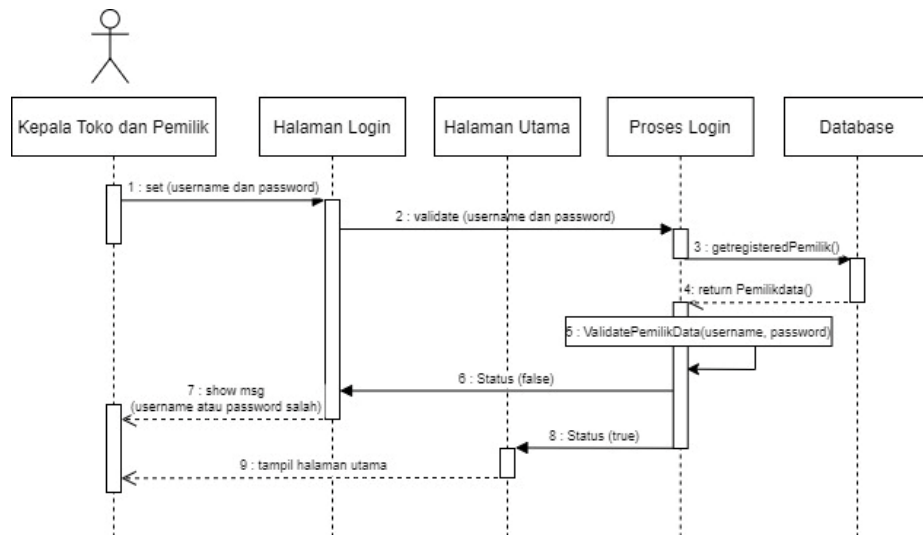 Kepala Toko dan Pemilik
Halaman Login
Halaman Utama
Proses Login
Database
1 : set (username dan password)
2 : validate (username dan password)
3 : getregisteredPemilik()
4: return Pemilikdata()
5 : ValidatePemilikData(username, password)
6 : Status (false)
7 : show msg
(username atau password salah)
8 : Status (true)
9 : tampil halaman utama